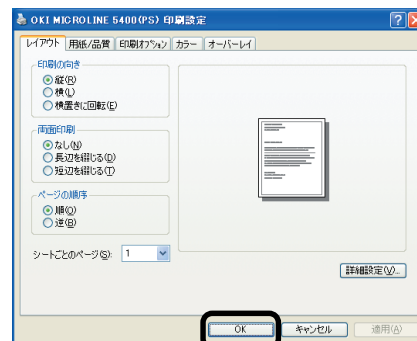 OKI MICROLINE 5400(PS) 印刷設定
レイアウト 用紙/品質 印刷オプション カラー オーバーレイ
印刷の向き
縦(R)
横(L)
横置きに回転(E)
両面印刷
なし(N)
長辺を綴じる(D)
短辺を綴じる(T)
ページの順序
順(O)
逆(B)
シートごとのページ(S): 1
詳細設定(V)...
OK キャンセル 適用(A)